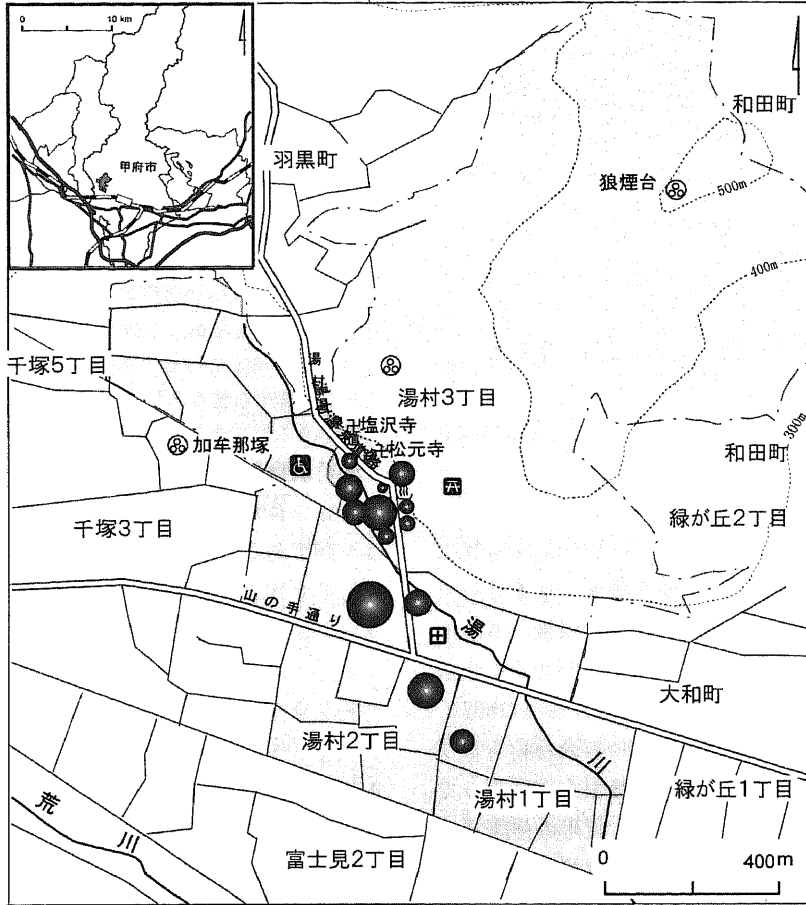 0
10 km
甲府市
羽黒町
和田町
狼煙台
500m
400m
千塚5丁目
湯村3丁目
卍塩沢寺
卍松元寺
加牟那塚
300m
和田町
緑が丘2丁目
千塚3丁目
山の手通り
湯
川
大和町
湯村2丁目
湯村1丁目
緑が丘1丁目
荒
川
富士見2丁目
0
400m